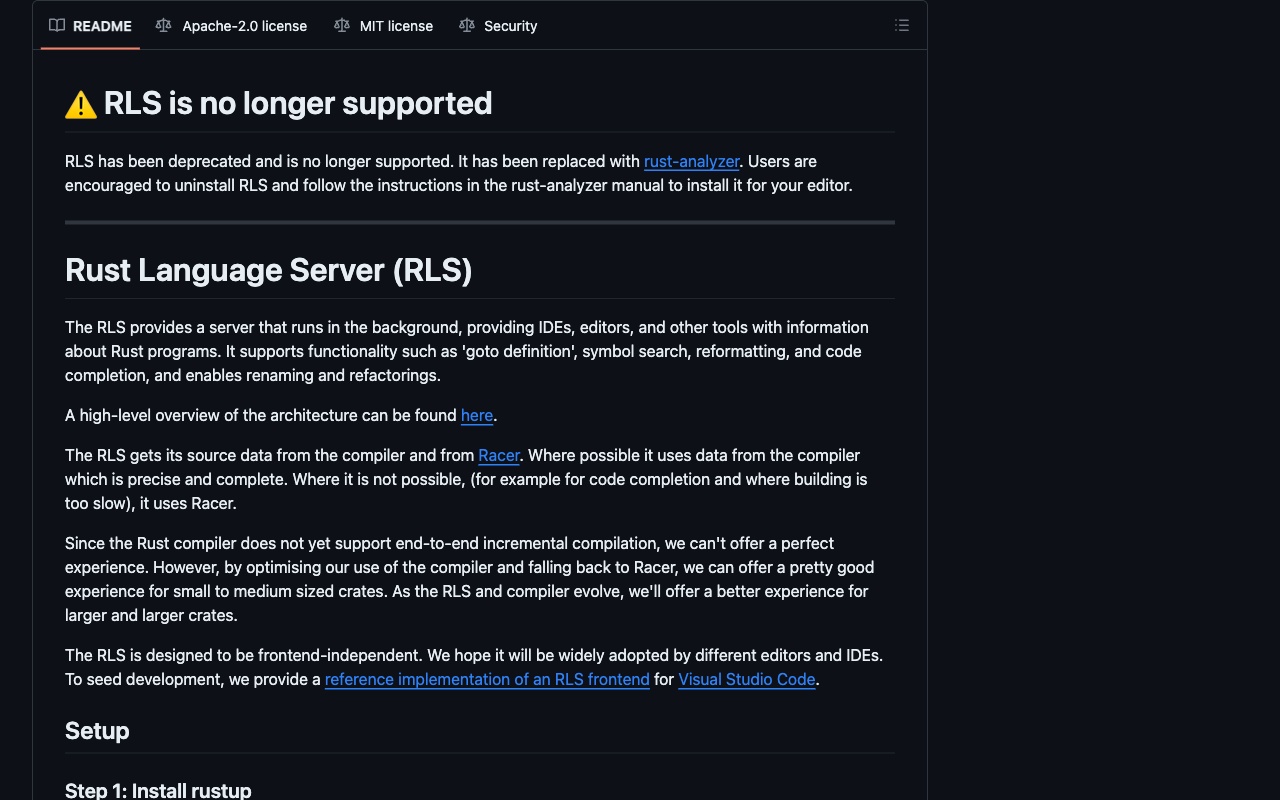 README Apache-2.0 license MIT license Security
⚠️ RLS is no longer supported
RLS has been deprecated and is no longer supported. It has been replaced with rust-analyzer. Users are
encouraged to uninstall RLS and follow the instructions in the rust-analyzer manual to install it for your editor.
Rust Language Server (RLS)
The RLS provides a server that runs in the background, providing IDEs, editors, and other tools with information
about Rust programs. It supports functionality such as 'goto definition', symbol search, reformatting, and code
completion, and enables renaming and refactorings.
A high-level overview of the architecture can be found here.
The RLS gets its source data from the compiler and from Racer. Where possible it uses data from the compiler
which is precise and complete. Where it is not possible, (for example for code completion and where building is
too slow), it uses Racer.
Since the Rust compiler does not yet support end-to-end incremental compilation, we can't offer a perfect
experience. However, by optimising our use of the compiler and falling back to Racer, we can offer a pretty good
experience for small to medium sized crates. As the RLS and compiler evolve, we'll offer a better experience for
larger and larger crates.
The RLS is designed to be frontend-independent. We hope it will be widely adopted by different editors and IDEs.
To seed development, we provide a reference implementation of an RLS frontend for Visual Studio Code.
Setup
Step 1: Install rustup